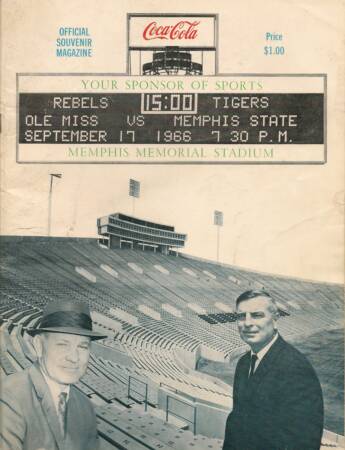 OFFICIAL
SOUVENIR
MAGAZINE
Coca-Cola
Price
$1.00
YOUR SPONSOR OF SPORTS
REBELS 15:00 TIGERS
OLE MISS VS MEMPHIS STATE
SEPTEMBER 17 1966 7 30 P.M.
MEMPHIS MEMORIAL STADIUM